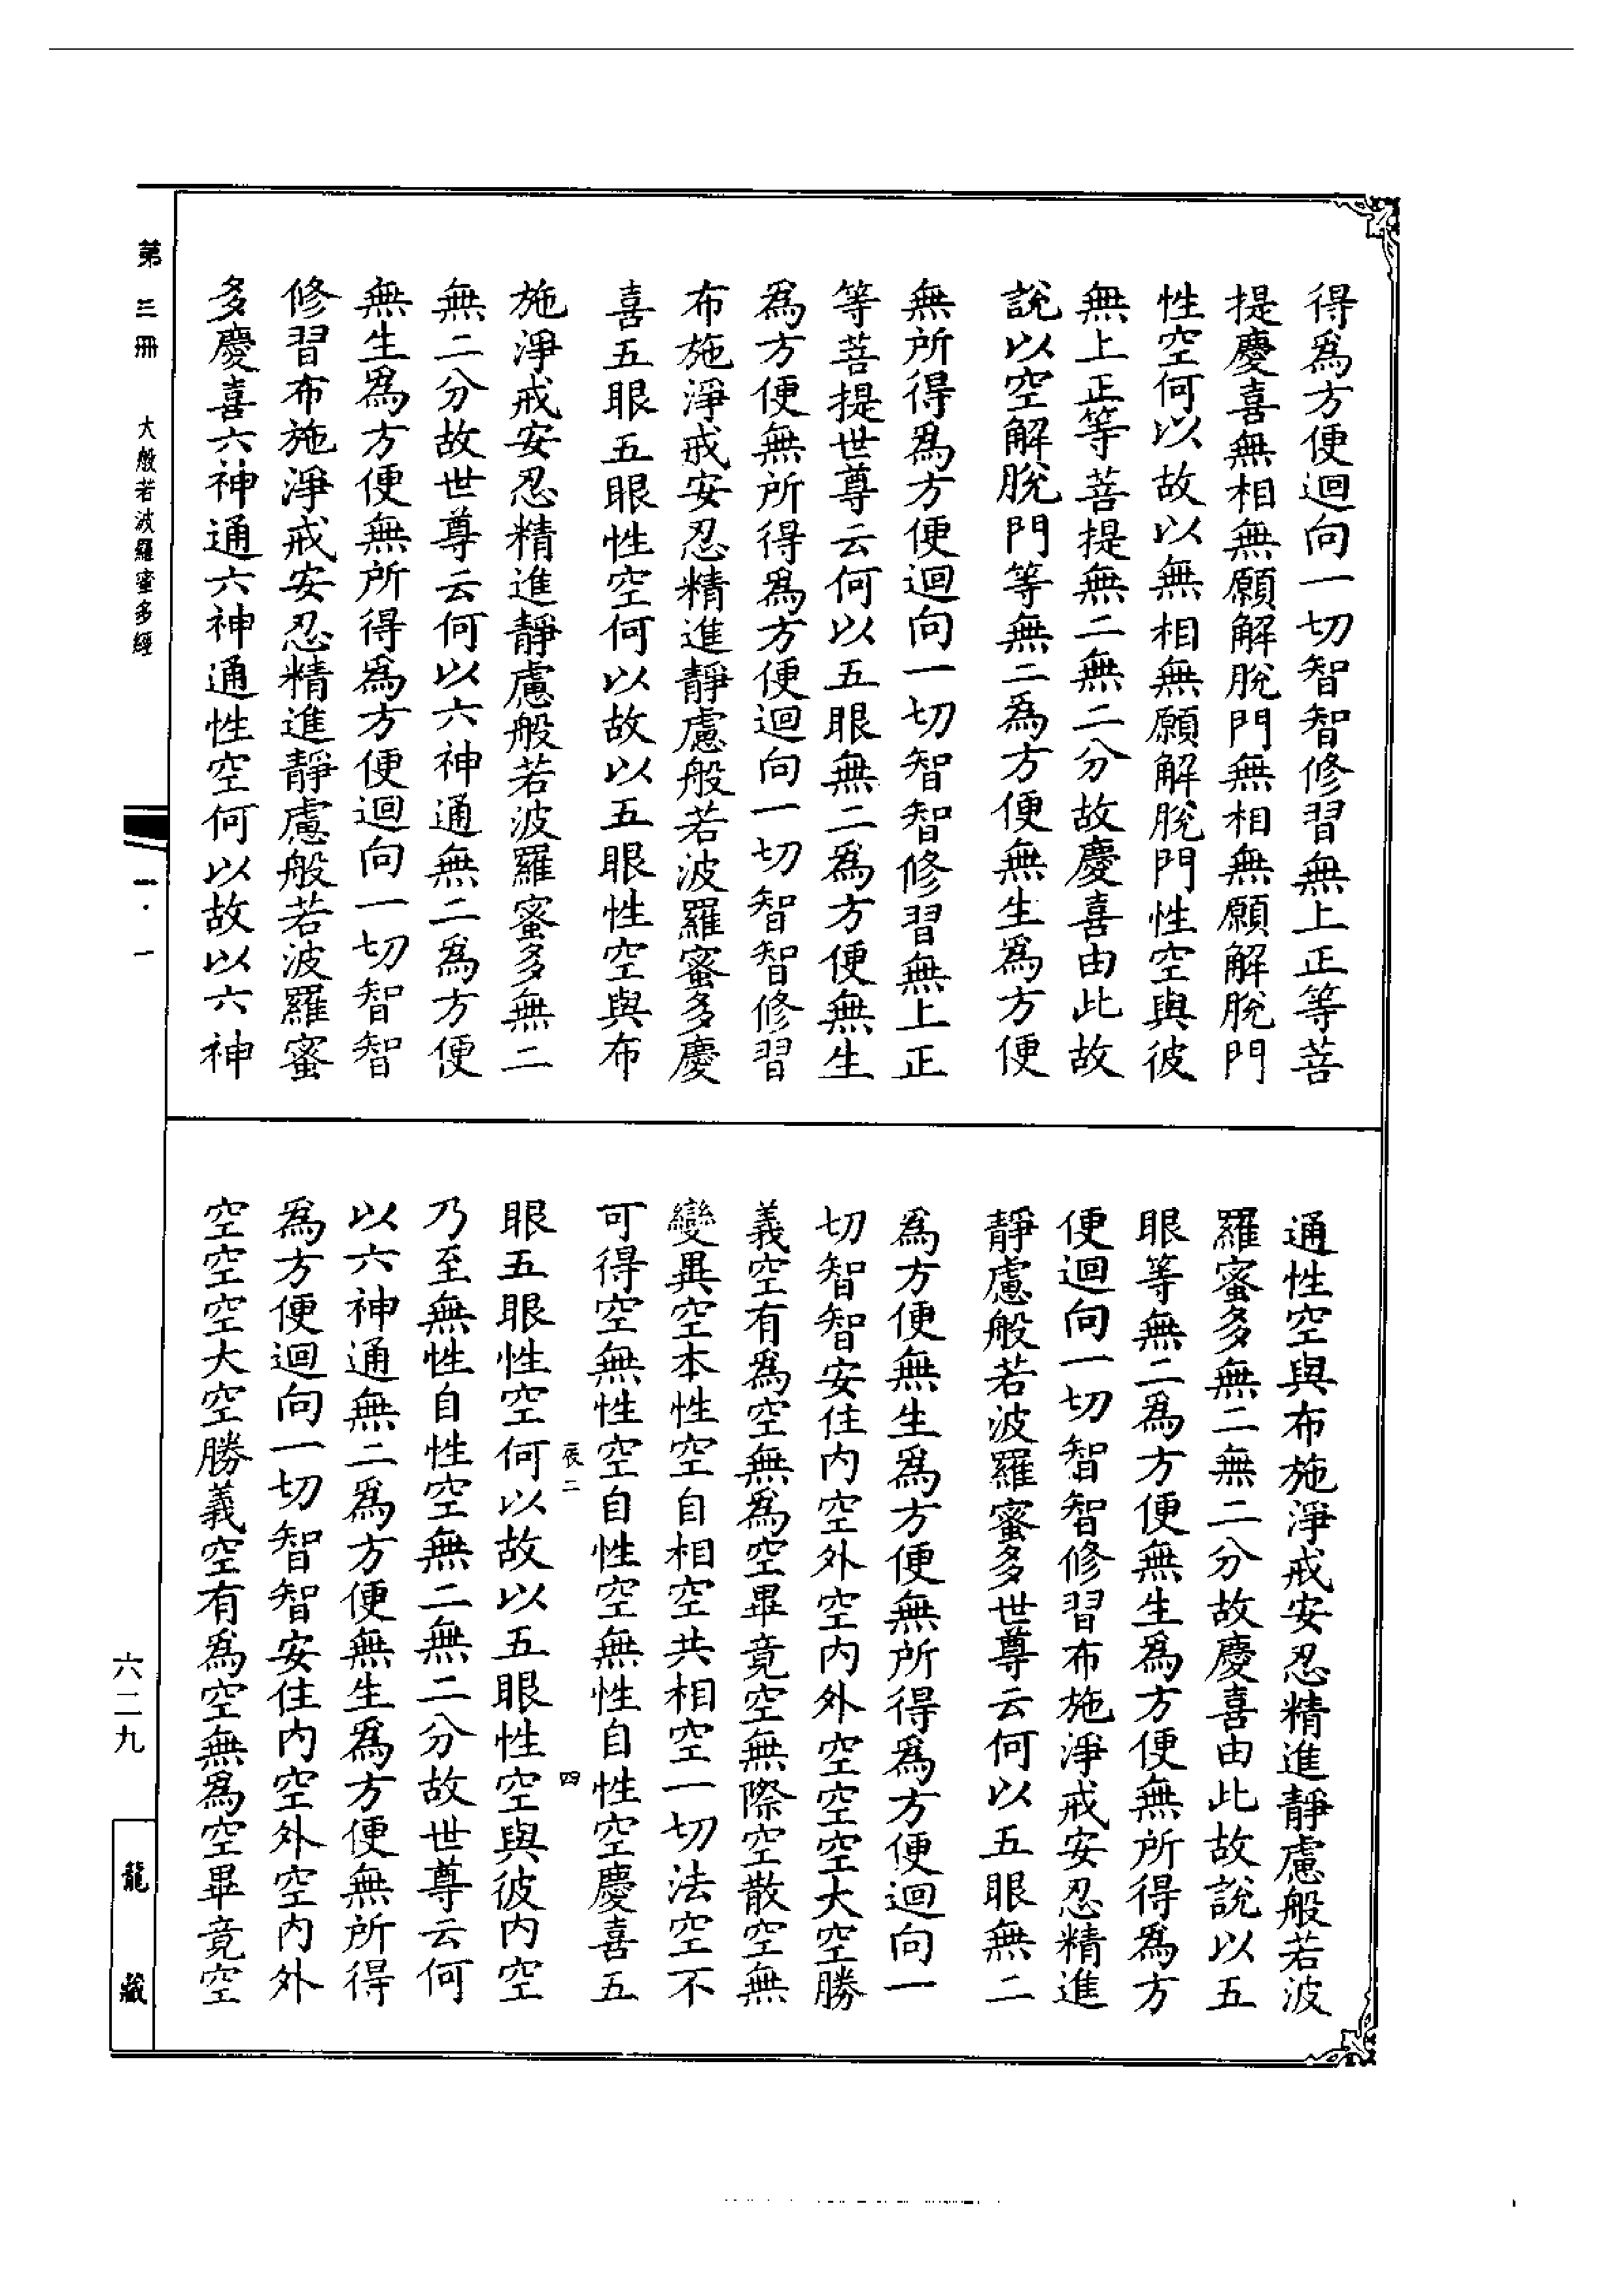 得爲方便迴向一切智智修習無上正等菩
提慶喜無相無願解脫門無相無願解脫門
性空何以故以無相無願解脫門性空與彼
無上正等菩提無二無二分故慶喜由此故
說以空解脫門等無二爲方便無生爲方便
無所得爲方便迴向一切智智修習無上正
等菩提世尊云何以五眼無二爲方便無生
爲方便無所得爲方便迴向一切智智修習
布施淨戒安忍精進靜慮般若波羅蜜多慶
喜五眼五眼性空何以故以五眼性空與布
施淨戒安忍精進靜慮般若波羅蜜多無二
無二分故世尊云何以六神通無二爲方便
無生爲方便無所得爲方便迴向一切智智
修習布施淨戒安忍精進靜慮般若波羅蜜
多慶喜六神通六神通性空何以故以六神
通性空與布施淨戒安忍精進靜慮般若波
羅蜜多無二無二分故慶喜由此故說以五
眼等無二爲方便無生爲方便無所得爲方
便迴向一切智智修習布施淨戒安忍精進
靜慮般若波羅蜜多世尊云何以五眼無二
爲方便無生爲方便無所得爲方便迴向一
切智智安住內空外空內外空空空大空勝
義空有爲空無爲空畢竟空無際空散空無
變異空本性空自相空共相空一切法空不
可得空無性空自性空無性自性空慶喜五
辰二 四
眼五眼性空何以故以五眼性空與彼內空
乃至無性自性空無二無二分故世尊云何
以六神通無二爲方便無生爲方便無所得
爲方便迴向一切智智安住內空外空內外
空空空大空勝義空有爲空無爲空畢竟空
第三冊 大般若波羅蜜多經
一·一
六二九
龍藏